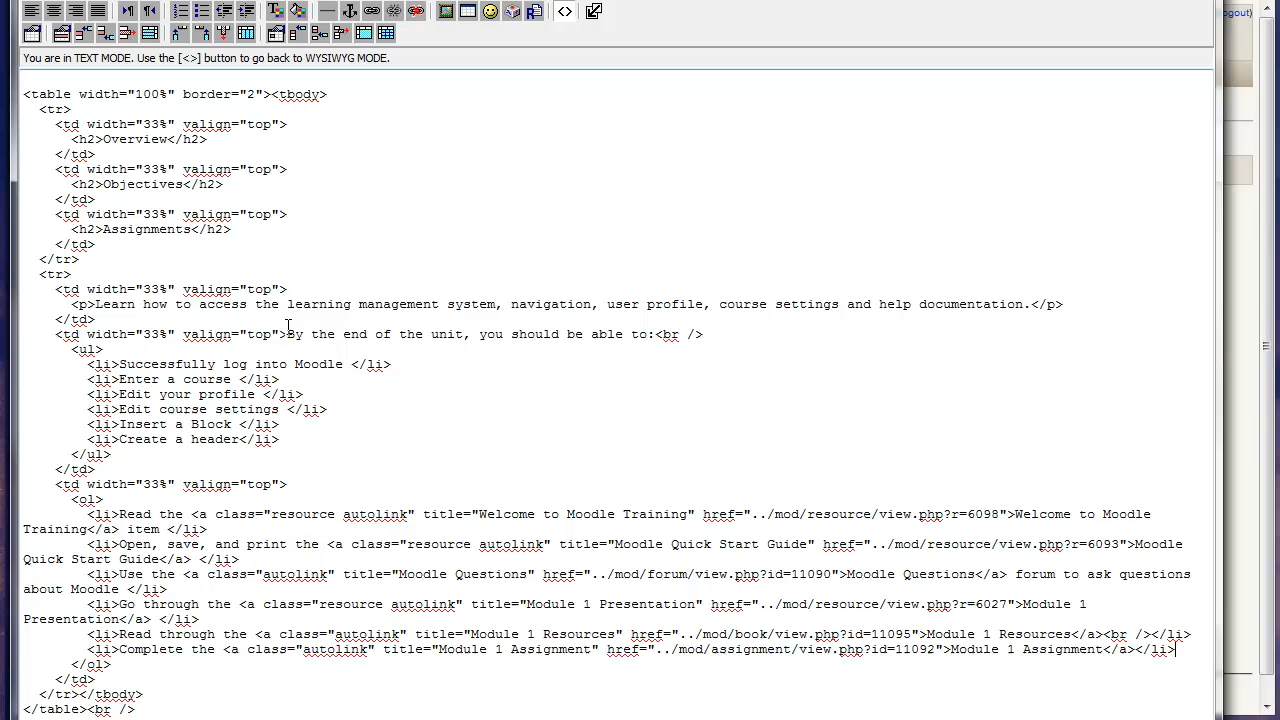 ogout)
You are in TEXT MODE. Use the [<>] button to go back to WYSIWYG MODE.
<table width="100%" border="2"><tbody>
<tr>
<td width="33%" valign="top">
<h2>Overview</h2>
</td>
<td width="33%" valign="top">
<h2>Objectives</h2>
</td>
<td width="33%" valign="top">
<h2>Assignments</h2>
</td>
</tr>
<tr>
<td width="33%" valign="top">
<p>Learn how to access the learning management system, navigation, user profile, course settings and help documentation.</p>
</td>
<td width="33%" valign="top">By the end of the unit, you should be able to:<br />
<ul>
<li>Successfully log into Moodle </li>
<li>Enter a course </li>
<li>Edit your profile </li>
<li>Edit course settings </li>
<li>Insert a Block </li>
<li>Create a header</li>
</ul>
</td>
<td width="33%" valign="top">
<ol>
<li>Read the <a class="resource autolink" title="Welcome to Moodle Training" href="../mod/resource/view.php?r=6098">Welcome to Moodle
Training</a> item </li>
<li>Open, save, and print the <a class="resource autolink" title="Moodle Quick Start Guide" href="../mod/resource/view.php?r=6093">Moodle
Quick Start Guide</a> </li>
<li>Use the <a class="autolink" title="Moodle Questions" href="../mod/forum/view.php?id=11090">Moodle Questions</a> forum to ask questions
about Moodle </li>
<li>Go through the <a class="resource autolink" title="Module 1 Presentation" href="../mod/resource/view.php?r=6027">Module 1
Presentation</a> </li>
<li>Read through the <a class="autolink" title="Module 1 Resources" href="../mod/book/view.php?id=11095">Module 1 Resources</a><br /></li>
<li>Complete the <a class="autolink" title="Module 1 Assignment" href="../mod/assignment/view.php?id=11092">Module 1 Assignment</a></li>
</ol>
</td>
</tr></tbody>
</table><br />